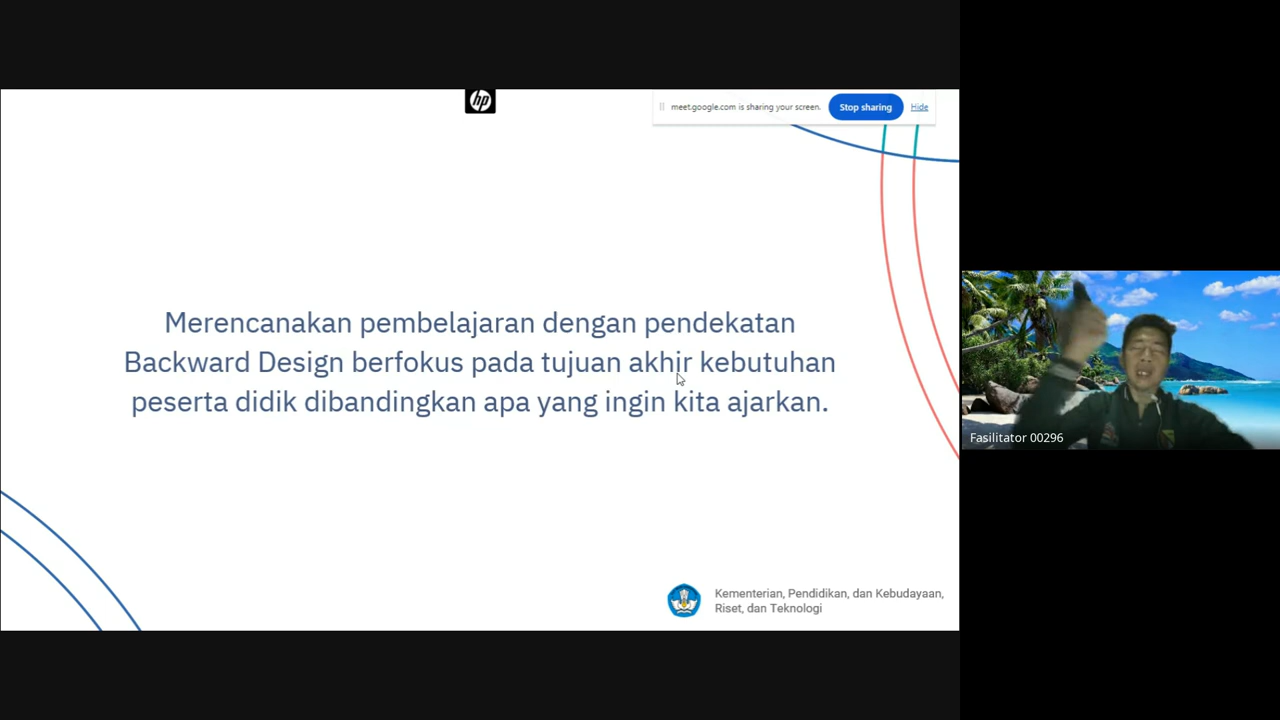 hp
meet.google.com is sharing your screen.
Stop sharing
Hide
Merencanakan pembelajaran dengan pendekatan
Backward Design berfokus pada tujuan akhir kebutuhan
peserta didik dibandingkan apa yang ingin kita ajarkan.
Fasilitator 00296
Kementerian, Pendidikan, dan Kebudayaan,
Riset, dan Teknologi